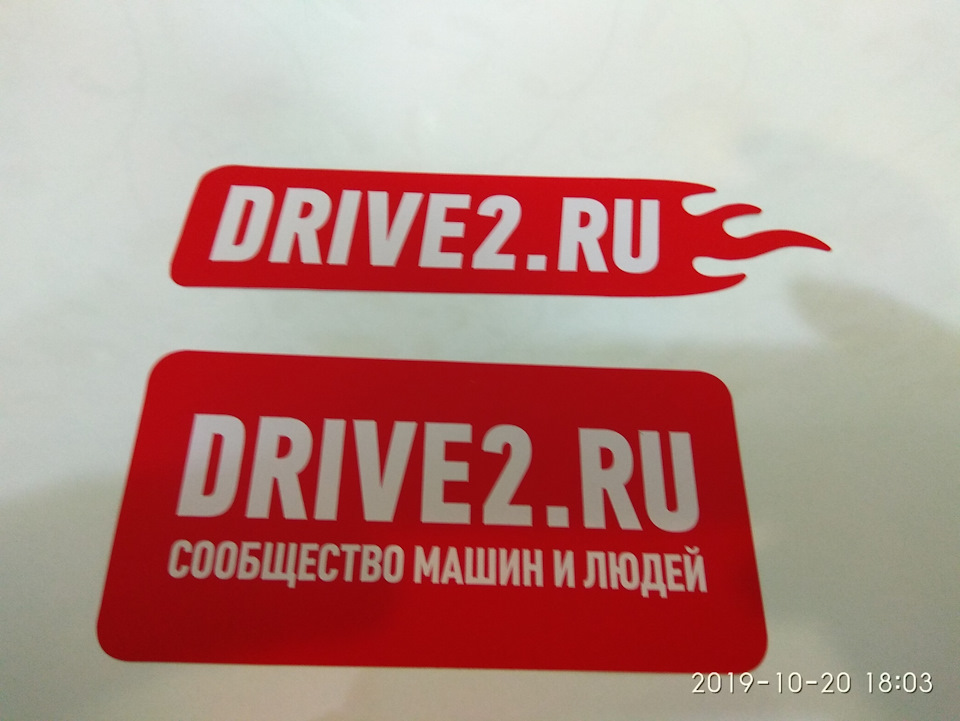 DRIVE2.RU
DRIVE2.RU
СООБЩЕСТВО МАШИН И ЛЮДЕЙ
2019-10-20 18:03